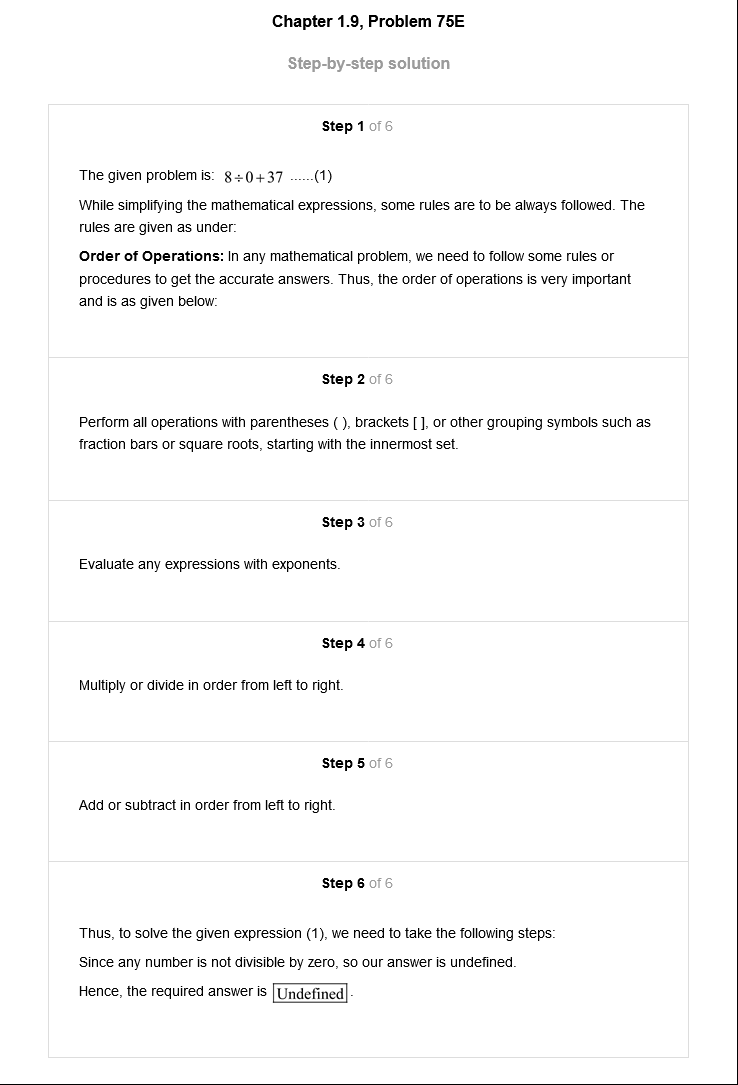 Chapter 1.9, Problem 75E
Step-by-step solution
Step 1 of 6
The given problem is: 8÷0+37 ......(1)
While simplifying the mathematical expressions, some rules are to be always followed. The
rules are given as under:
Order of Operations: In any mathematical problem, we need to follow some rules or
procedures to get the accurate answers. Thus, the order of operations is very important
and is as given below:
Step 2 of 6
Perform all operations with parentheses ( ), brackets [ ], or other grouping symbols such as
fraction bars or square roots, starting with the innermost set.
Step 3 of 6
Evaluate any expressions with exponents.
Step 4 of 6
Multiply or divide in order from left to right.
Step 5 of 6
Add or subtract in order from left to right.
Step 6 of 6
Thus, to solve the given expression (1), we need to take the following steps:
Since any number is not divisible by zero, so our answer is undefined.
Hence, the required answer is Undefined.